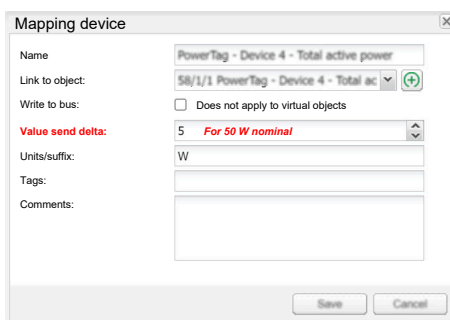 Mapping device
Name PowerTag - Device 4 - Total active power
Link to object: 58/1/1 PowerTag - Device 4 - Total ac
Write to bus: Does not apply to virtual objects
Value send delta: 5 For 50 W nominal
Units/suffix: W
Tags:
Comments:
Save Cancel